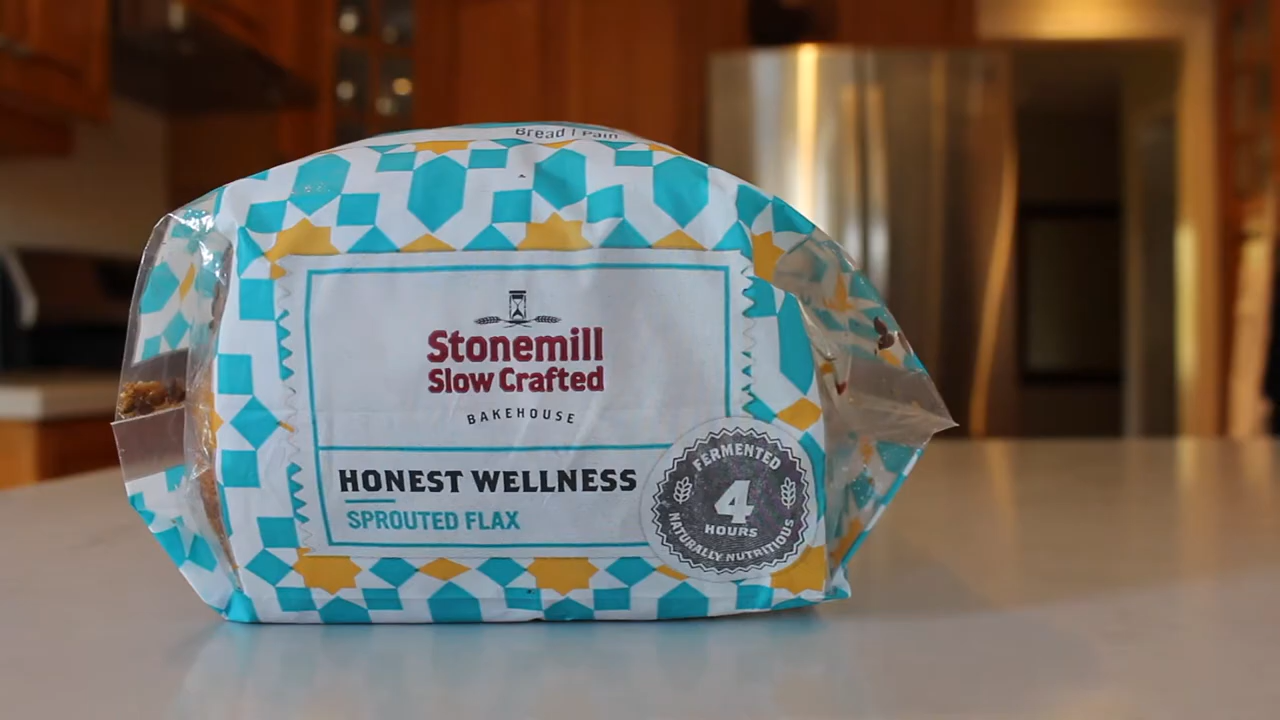 Bread | Pain
Stonemill
Slow Crafted
BAKEHOUSE
HONEST WELLNESS
SPROUTED FLAX
FERMENTED
4
HOURS
NATURALLY NUTRITIOUS